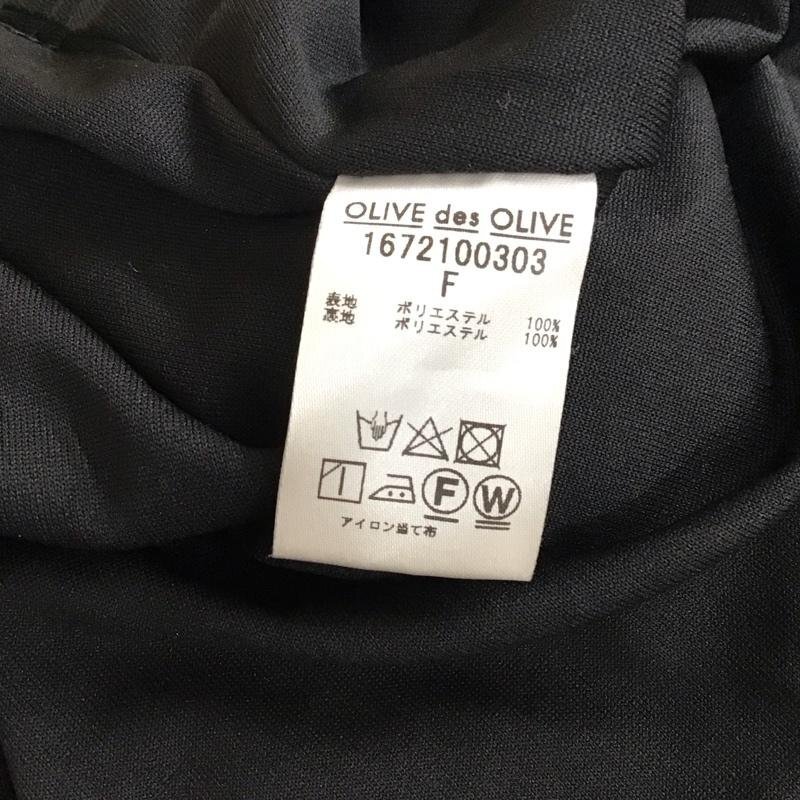 OLIVE des OLIVE
1672100303
F
表地 ポリエステル 100%
裏地 ポリエステル 100%
F W
アイロン当て布